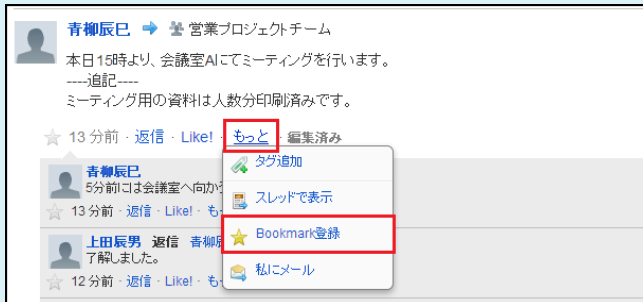 青柳辰巳 営業プロジェクトチーム
本日15時より、会議室Aにてミーティングを行います。
----追記----
ミーティング用の資料は人数分印刷済みです。
13 分前 · 返信 · Like! · もっと · 編集済み
タグ追加
スレッドで表示
Bookmark登録
私にメール
青柳辰巳
5分前には会議室へ向か
13 分前 · 返信 · Like! · も
上田辰男 返信 青柳
了解しました。
12 分前 · 返信 · Like! · も